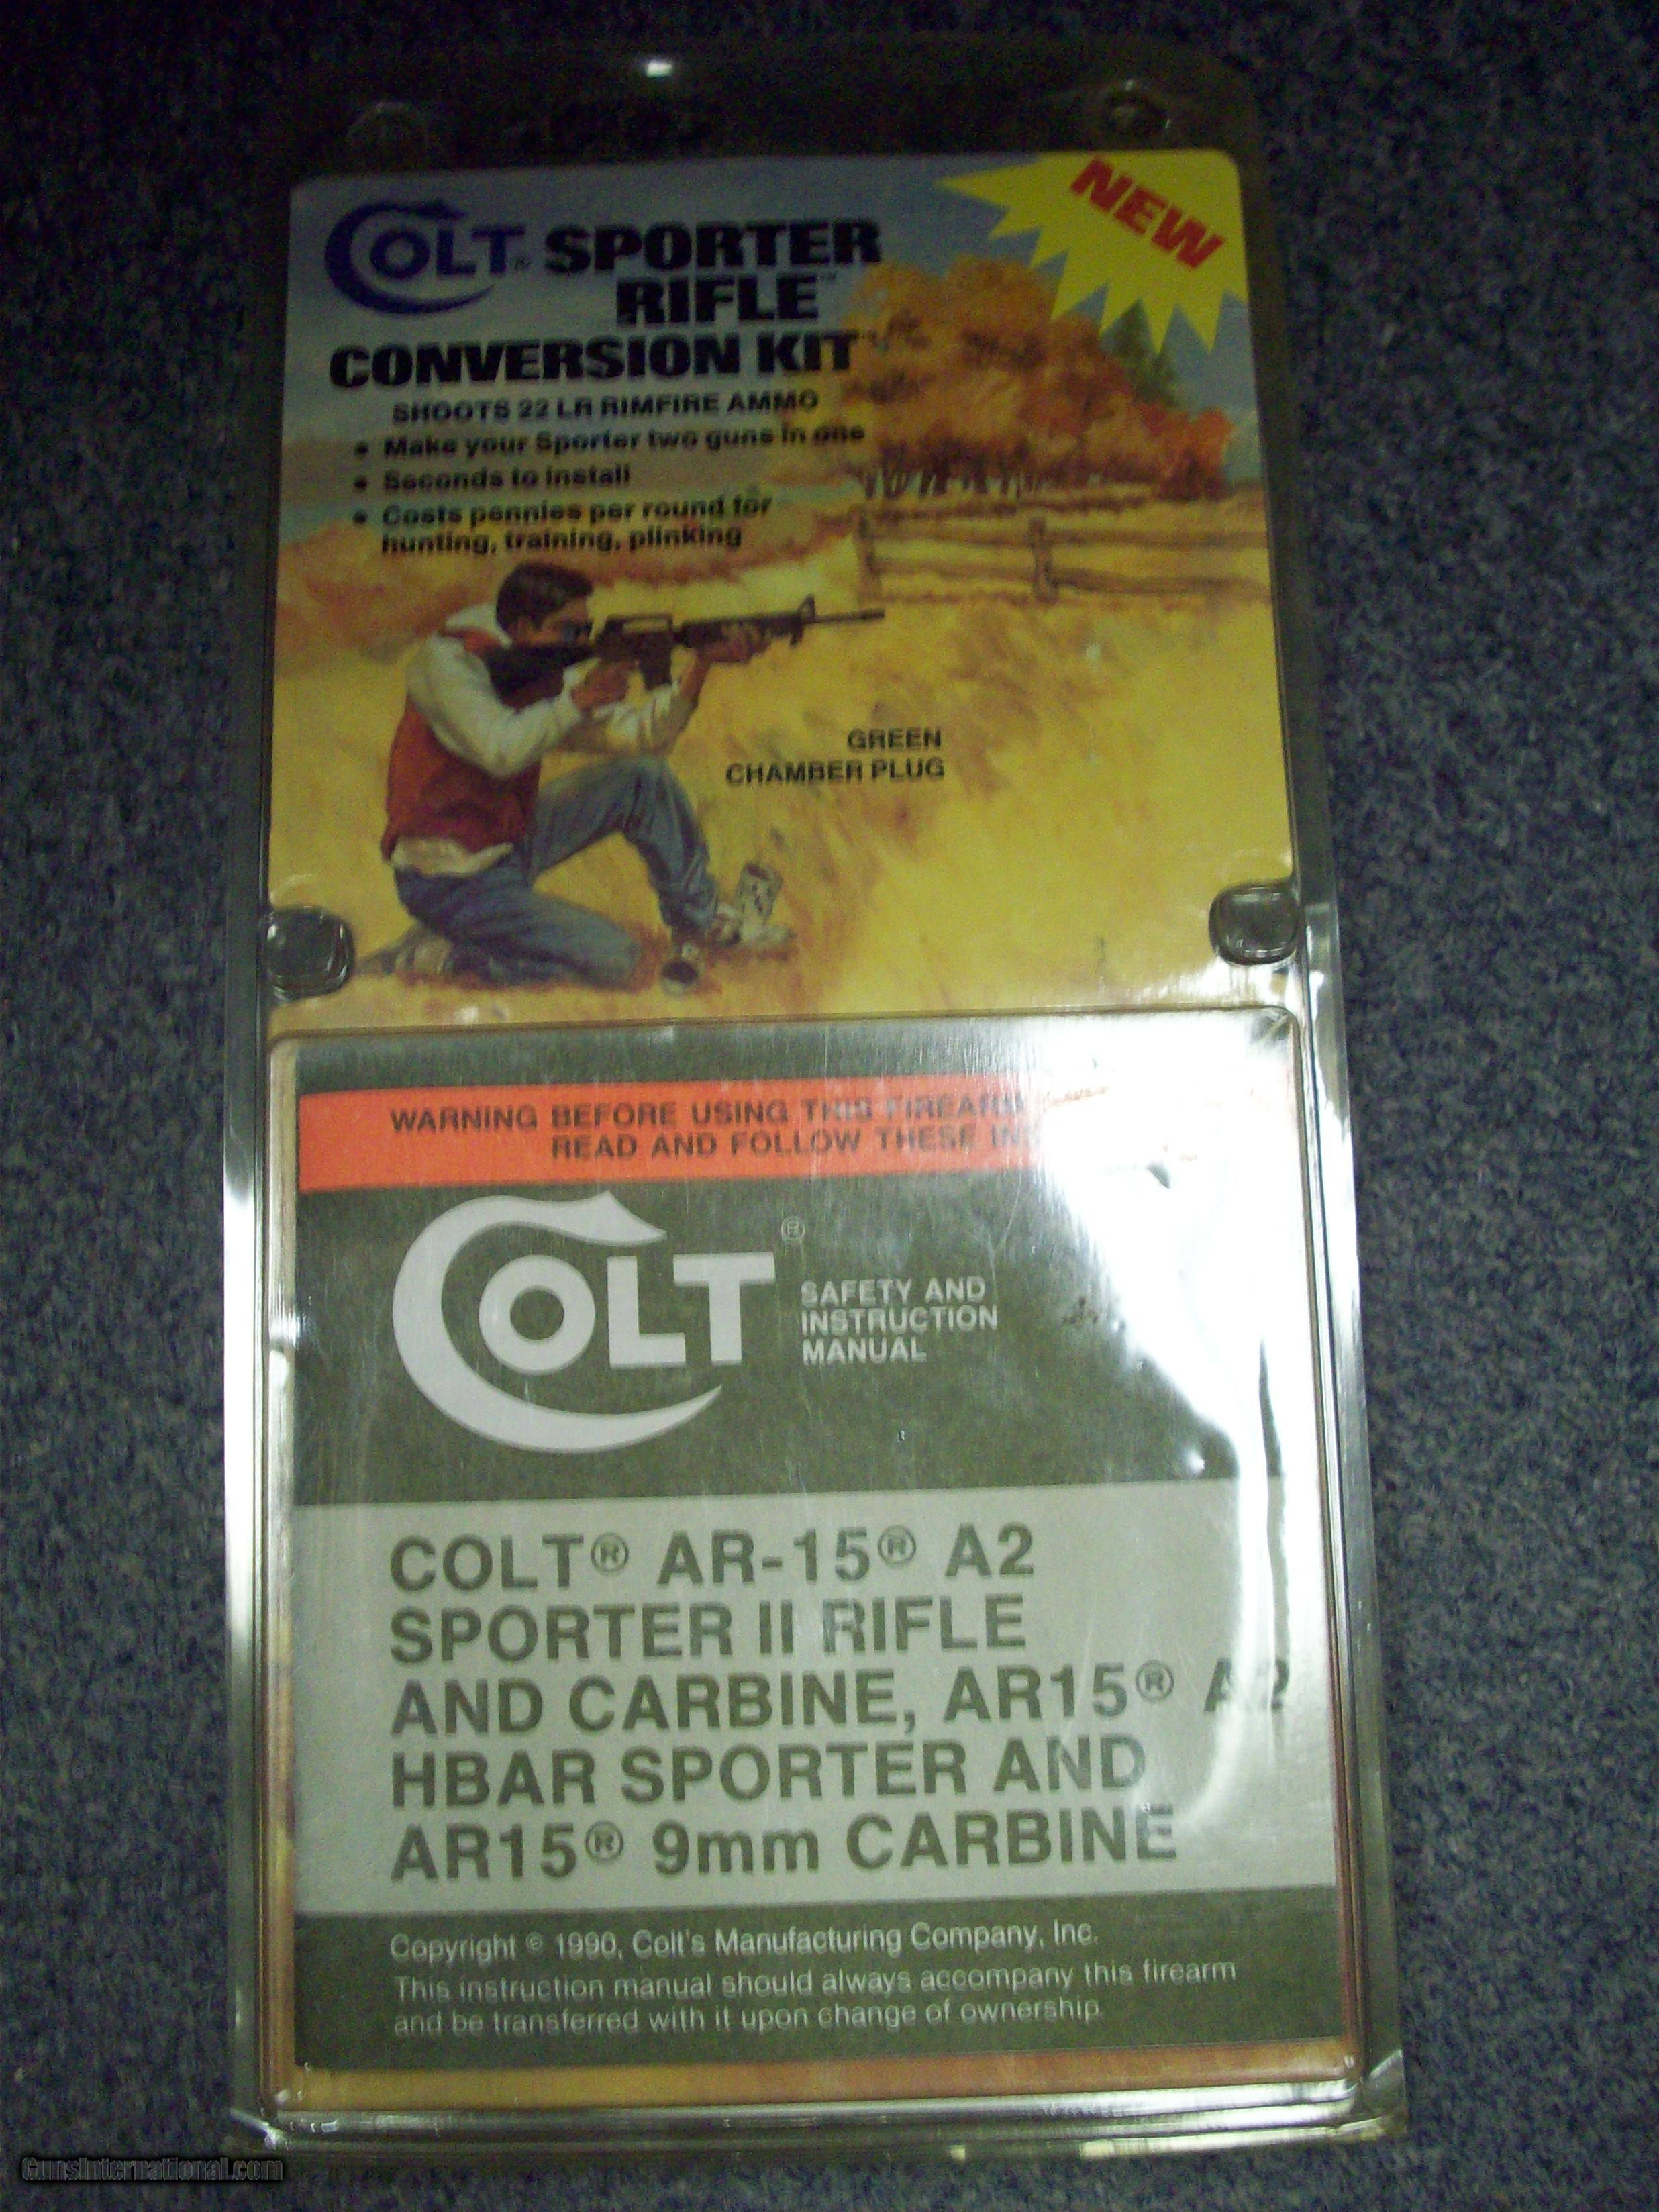 COLT® SPORTER
RIFLE™
CONVERSION KIT™
NEW
SHOOTS 22 LR RIMFIRE AMMO
• Make your Sporter two guns in one
• Seconds to install
• Costs pennies per round for
hunting, training, plinking
GREEN
CHAMBER PLUG
WARNING BEFORE USING THIS FIREARM
READ AND FOLLOW THESE
COLT®
SAFETY AND
INSTRUCTION
MANUAL
COLT® AR-15® A2
SPORTER II RIFLE
AND CARBINE, AR15® A2
HBAR SPORTER AND
AR15® 9mm CARBINE
Copyright © 1990, Colt's Manufacturing Company, Inc.
This instruction manual should always accompany this firearm
and be transferred with it upon change of ownership.
GunsInternational.com